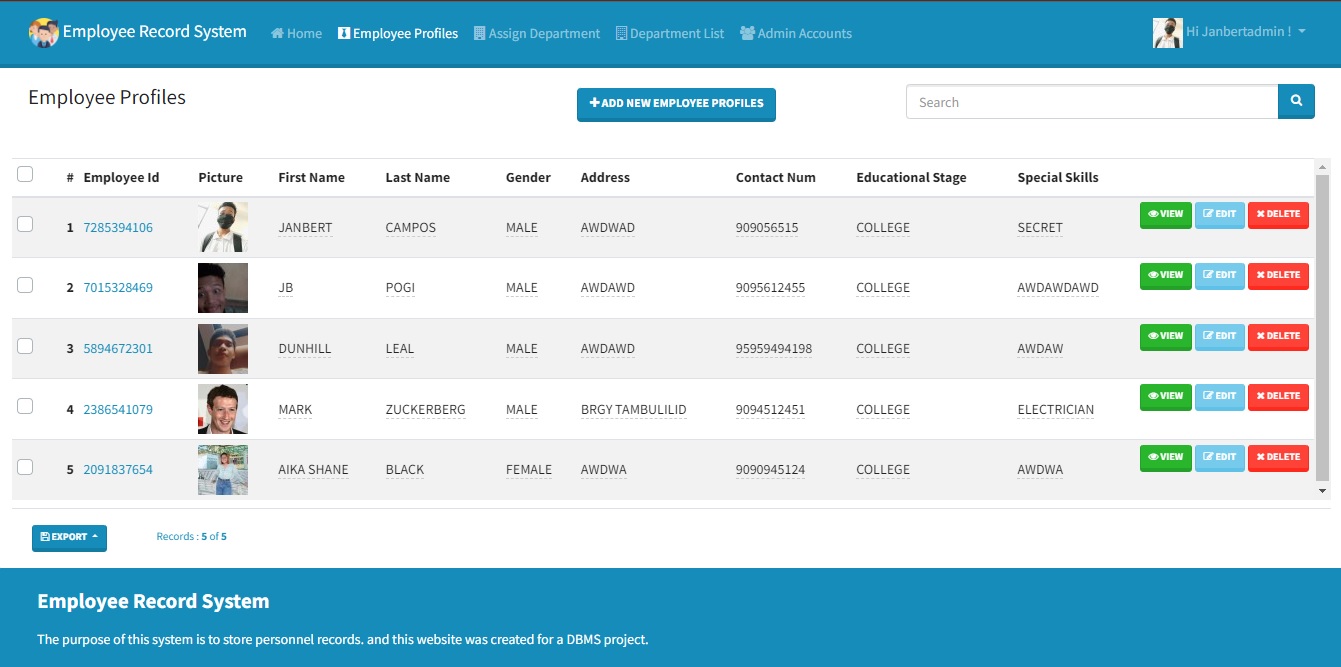 Employee Record System Home Employee Profiles Assign Department Department List Admin Accounts Hi Janbertadmin !
Employee Profiles ADD NEW EMPLOYEE PROFILES Search
# Employee Id Picture First Name Last Name Gender Address Contact Num Educational Stage Special Skills
1 7285394106 JANBERT CAMPOS MALE AWDWAD 909056515 COLLEGE SECRET VIEW EDIT DELETE
2 7015328469 JB POGI MALE AWDAWD 9095612455 COLLEGE AWDAWDAWD VIEW EDIT DELETE
3 5894672301 DUNHILL LEAL MALE AWDAWD 95959494198 COLLEGE AWDAW VIEW EDIT DELETE
4 2386541079 MARK ZUCKERBERG MALE BRGY TAMBULILID 9094512451 COLLEGE ELECTRICIAN VIEW EDIT DELETE
5 2091837654 AIKA SHANE BLACK FEMALE AWDWA 9090945124 COLLEGE AWDWA VIEW EDIT DELETE
EXPORT Records : 5 of 5
Employee Record System
The purpose of this system is to store personnel records. and this website was created for a DBMS project.